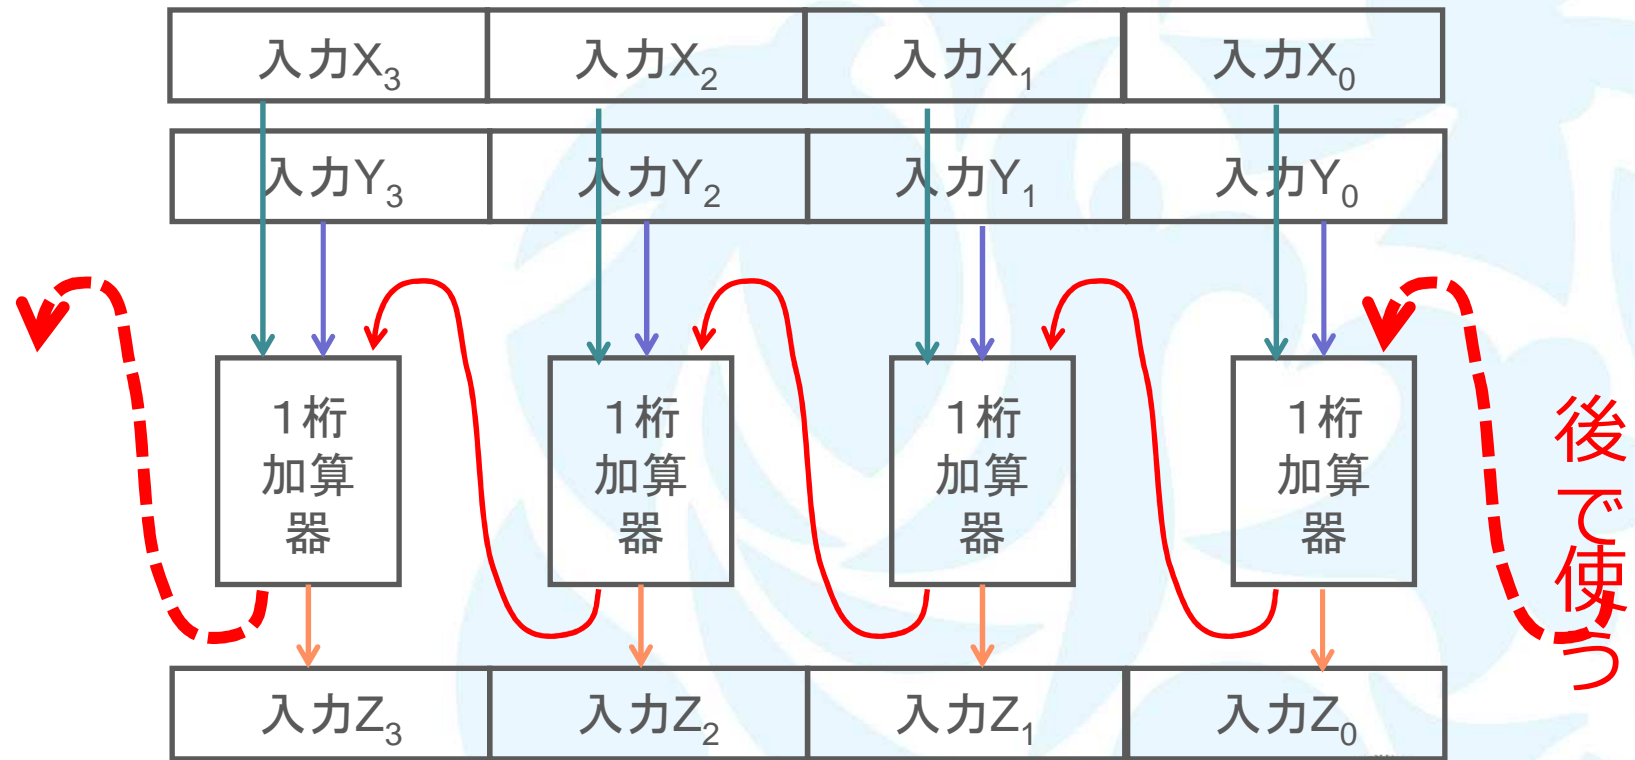 入力X₃ 入力X₂ 入力X₁ 入力X₀
入力Y₃ 入力Y₂ 入力Y₁ 入力Y₀
1桁 1桁 1桁 1桁
加算 加算 加算 加算
器 器 器 器
後で使う
入力Z₃ 入力Z₂ 入力Z₁ 入力Z₀